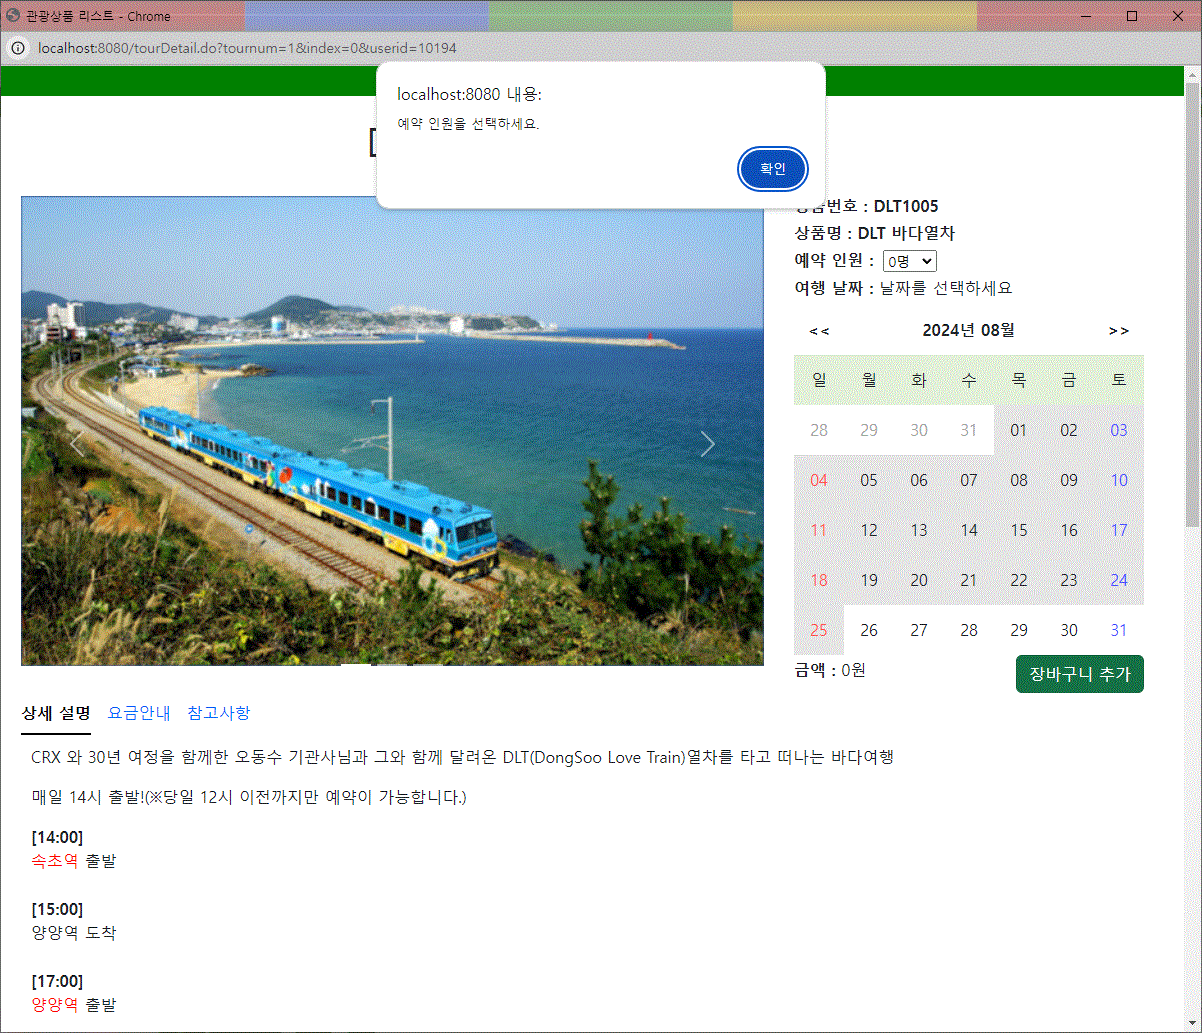 관광상품 리스트 - Chrome
localhost:8080/tourDetail.do?tournum=1&index=0&userid=10194
localhost:8080 내용:
예약 인원을 선택하세요.
확인
상품번호 : DLT1005
상품명 : DLT 바다열차
예약 인원 : 0명
여행 날짜 : 날짜를 선택하세요
<< 2024년 08월 >>
일 월 화 수 목 금 토
28 29 30 31 01 02 03
04 05 06 07 08 09 10
11 12 13 14 15 16 17
18 19 20 21 22 23 24
25 26 27 28 29 30 31
금액 : 0원
장바구니 추가
상세 설명 요금안내 참고사항
CRX 와 30년 여정을 함께한 오동수 기관사님과 그와 함께 달려온 DLT(DongSoo Love Train)열차를 타고 떠나는 바다여행
매일 14시 출발!(※당일 12시 이전까지만 예약이 가능합니다.)
[14:00]
속초역 출발
[15:00]
양양역 도착
[17:00]
양양역 출발